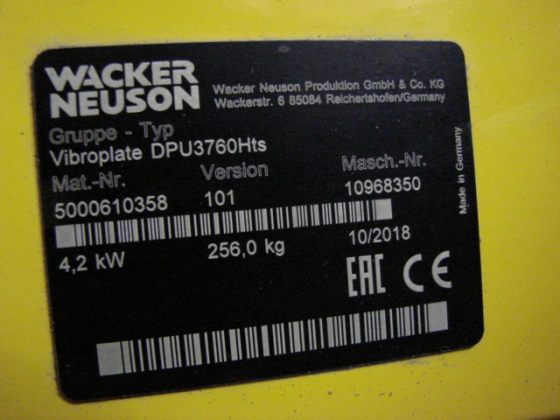 WACKER
NEUSON
Wacker Neuson Produktion GmbH & Co. KG
Wackerstr. 6 85084 Reichertshofen/Germany
Gruppe - Typ
Vibroplate DPU3760Hts
Mat.-Nr. Version Masch.-Nr.
5000610358 101 10968350
4,2 kW 256,0 kg 10/2018
EAC CE
Made in Germany